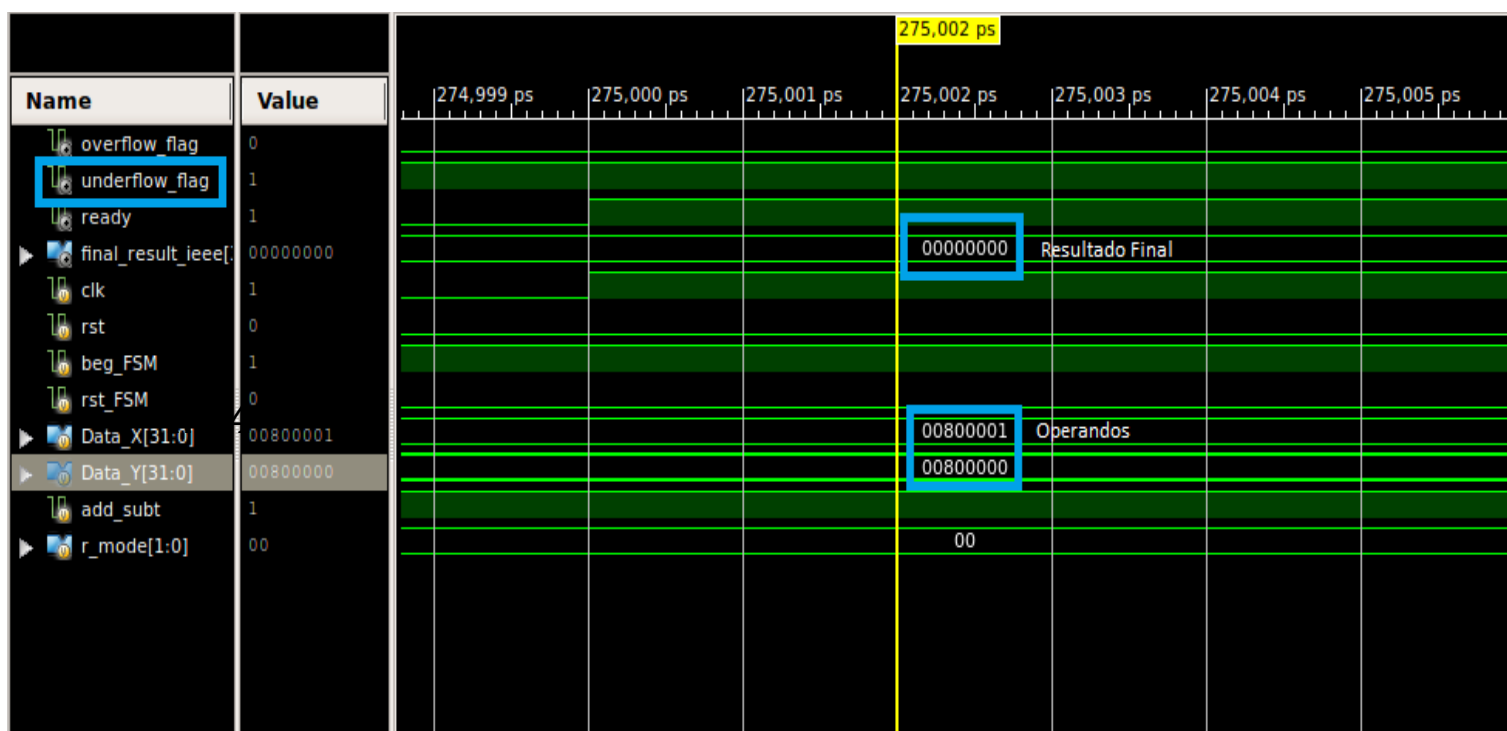 275,002 ps
Name Value 274,999 ps 275,000 ps 275,001 ps 275,002 ps 275,003 ps 275,004 ps 275,005 ps
overflow_flag 0
underflow_flag 1
ready 1
final_result_ieee[ 00000000 00000000 Resultado Final
clk 1
rst 0
beg_FSM 1
rst_FSM 0
Data_X[31:0] 00800001 00800001 Operandos
Data_Y[31:0] 00800000 00800000
add_subt 1
r_mode[1:0] 00 00